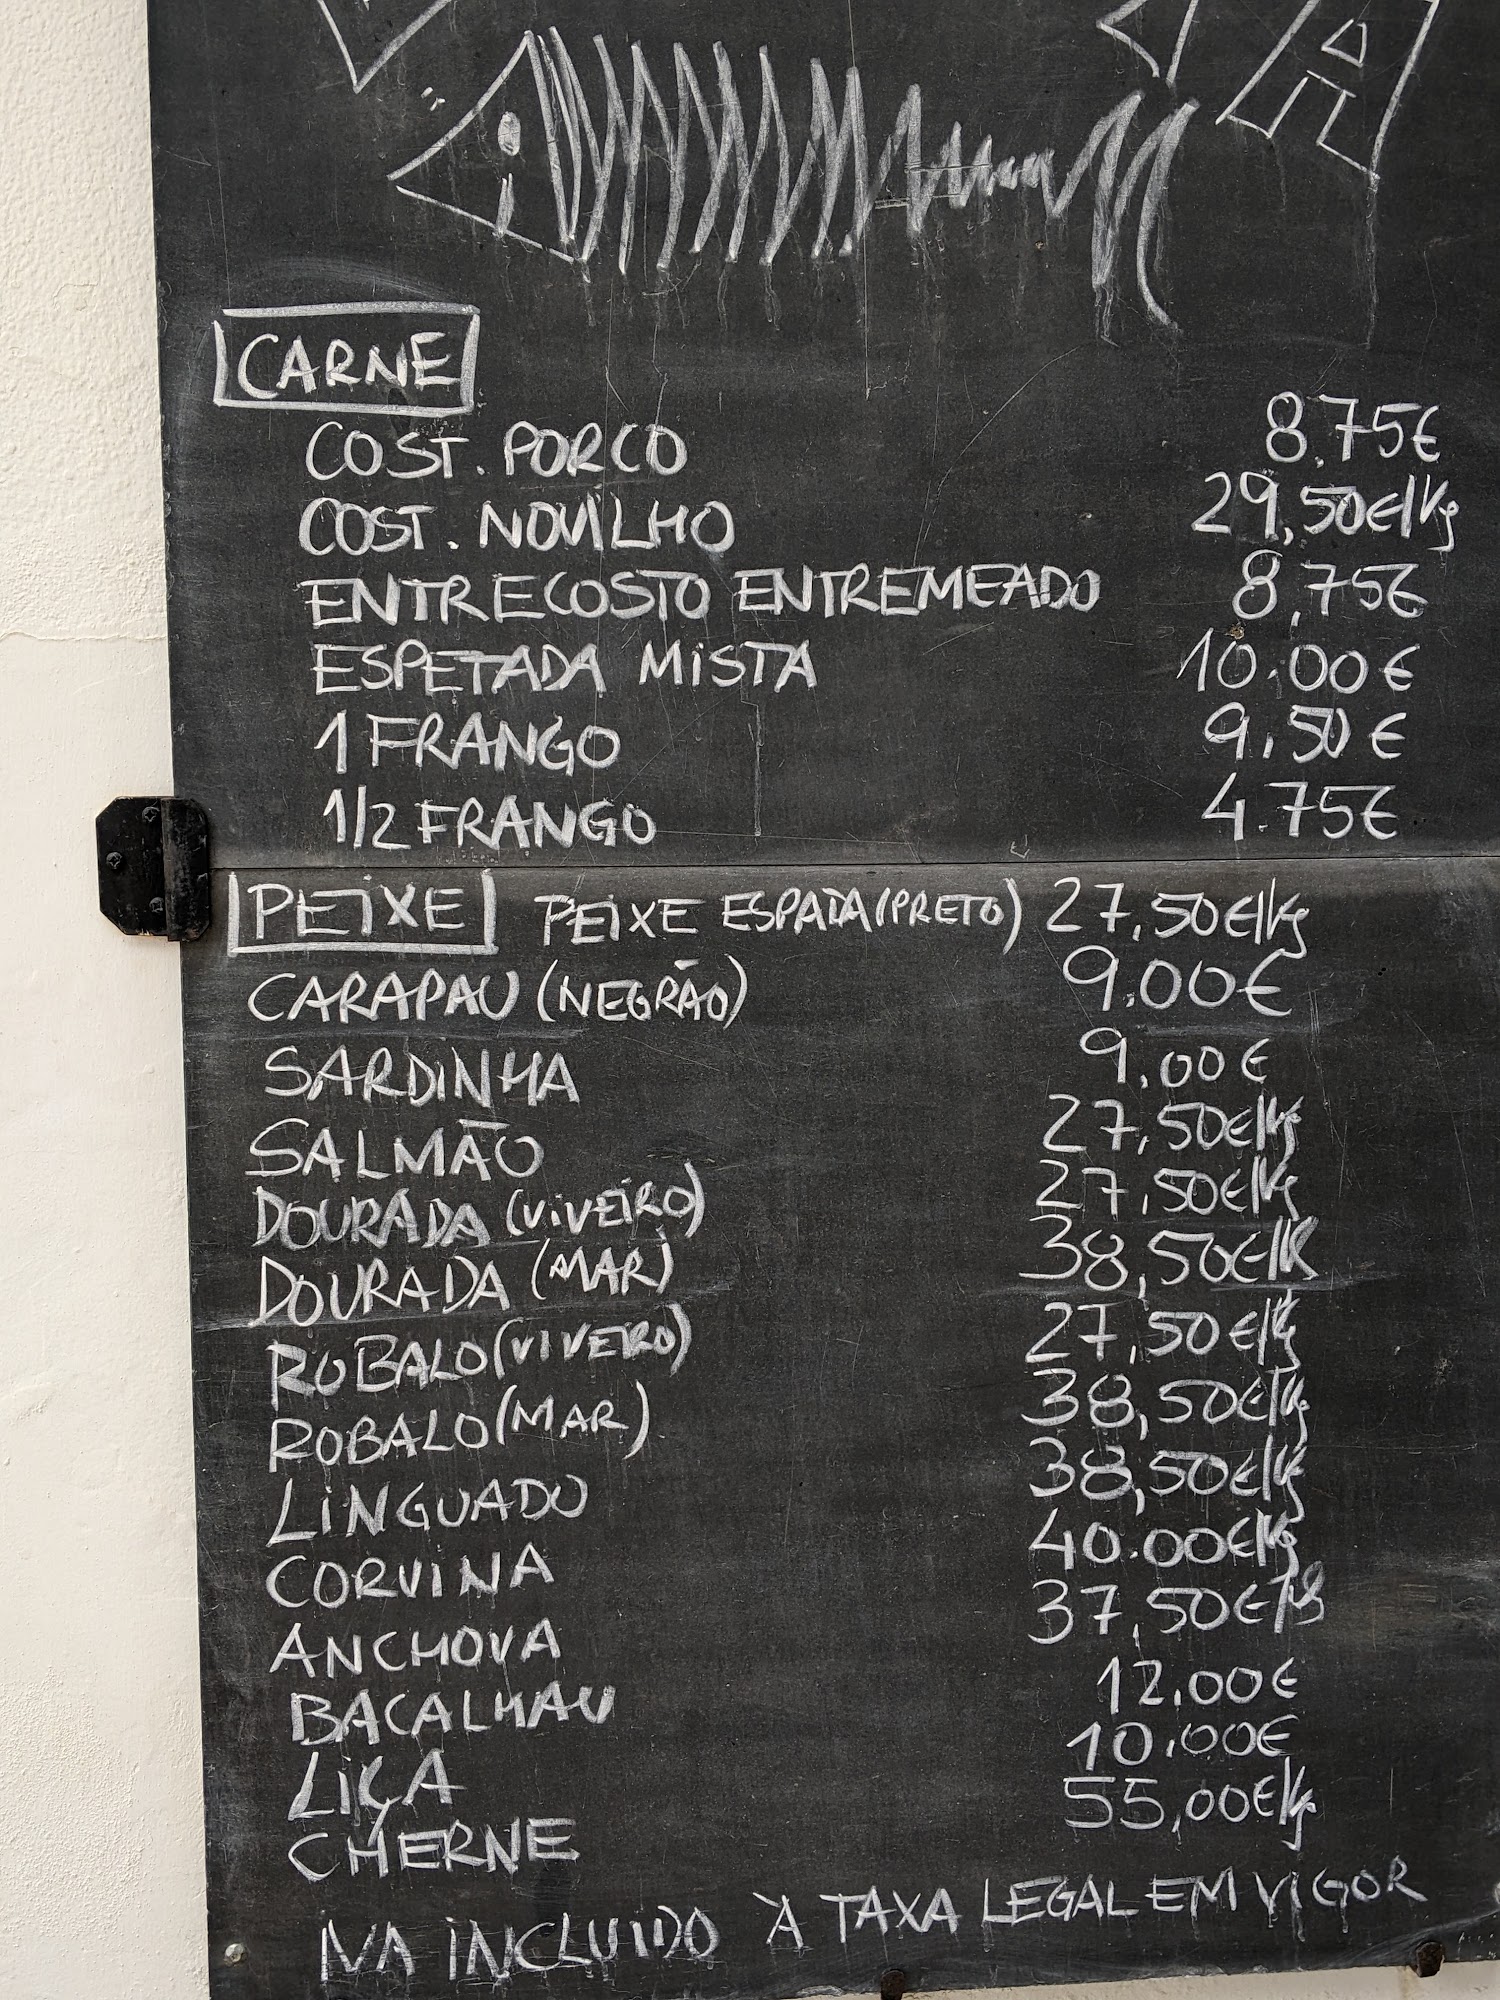 CARNE
COST. PORCO 8.75€
COST. NOVILHO 29,50€/Kg
ENTRECOSTO ENTREMEADO 8,75€
ESPETADA MISTA 10.00€
1 FRANGO 9,50€
1/2 FRANGO 4.75€
PEIXE PEIXE ESPADA (PRETO) 27,50€/Kg
CARAPAU (NEGRÃO) 9.00€
SARDINHA 9,00€
SALMÃO 27,50€/Kg
DOURADA (VIVEIRO) 27,50€/Kg
DOURADA (MAR) 38,50€/K
ROBALO (VIVEIRO) 27,50€/Kg
ROBALO (MAR) 38,50€/Kg
LINGUADO 38,50€/Kg
CORVINA 40.00€/Kg
ANCHOVA 37,50€/Kg
BACALHAU 12,00€
LIÇA 10,00€
CHERNE 55,00€/Kg
IVA INCLUIDO À TAXA LEGAL EM VIGOR